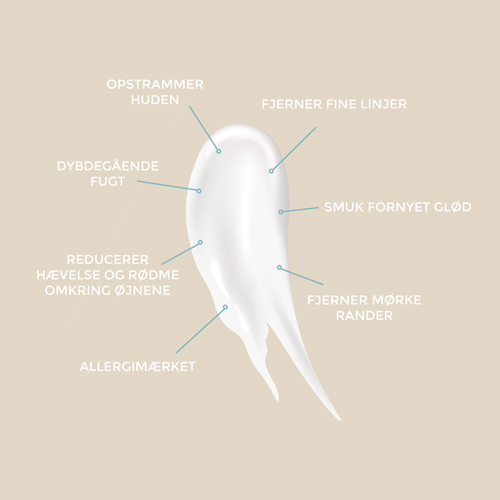 OPSTRAMMER
HUDEN
FJERNER FINE LINJER
DYBDEGÅENDE
FUGT
SMUK FORNYET GLØD
REDUCERER
HÆVELSE OG RØDME
OMKRING ØJNENE
FJERNER MØRKE
RANDER
ALLERGIMÆRKET